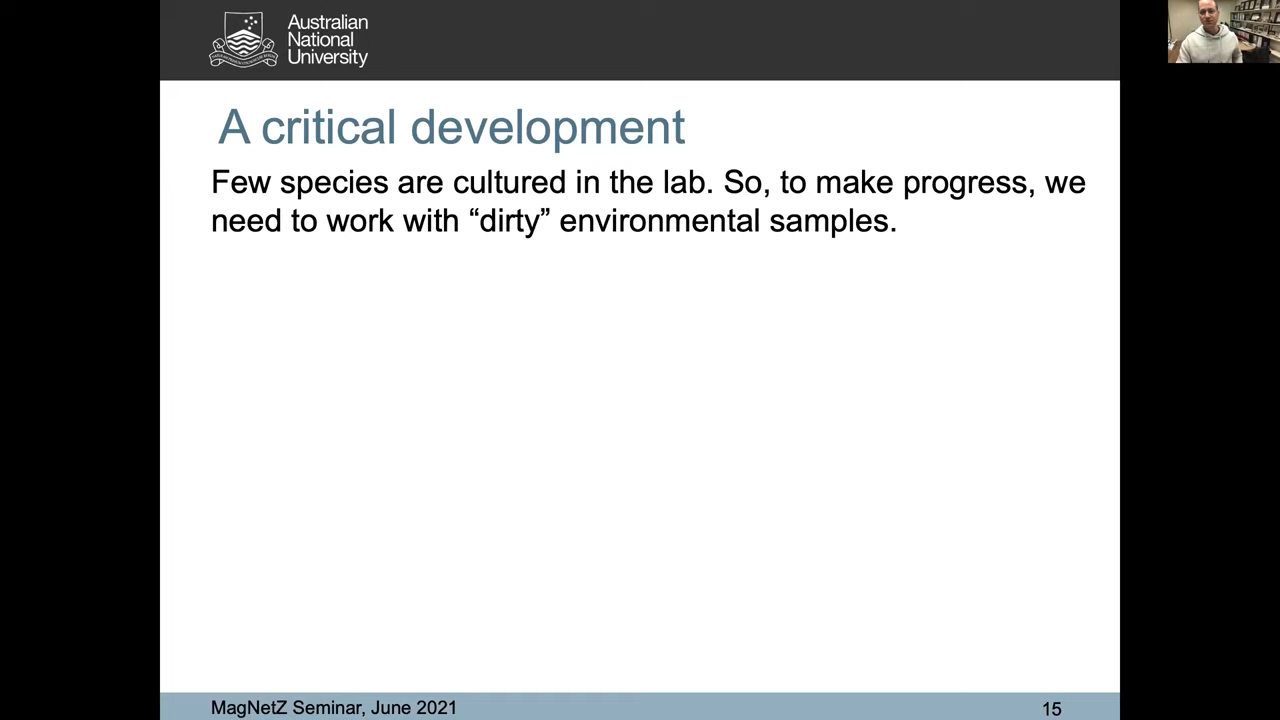 Australian
National
University
A critical development
Few species are cultured in the lab. So, to make progress, we
need to work with “dirty” environmental samples.
MagNetZ Seminar, June 2021
15